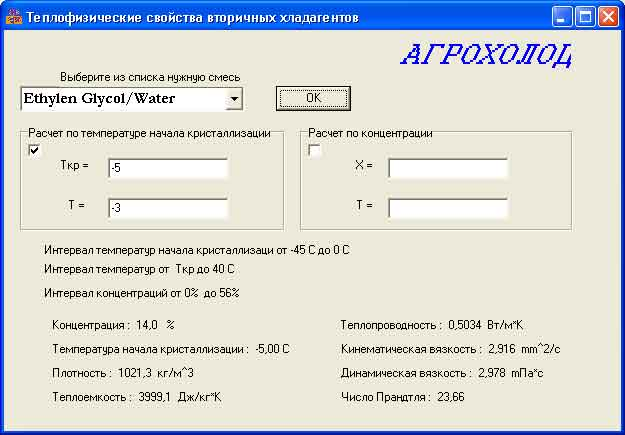 Теплофизические свойства вторичных хладагентов
АГРОХОЛОД
Выберите из списка нужную смесь
Ethylen Glycol/Water
OK
Расчет по температуре начала кристаллизации
Расчет по концентрации
Ткр =
-5
X =
T =
-3
T =
Интервал температур начала кристаллизаци от -45 С до 0 С
Интервал температур от Ткр до 40 С
Интервал концентраций от 0% до 56%
Концентрация : 14,0 %
Теплопроводность : 0,5034 Вт/м*К
Температура начала кристаллизации : -5,00 С
Кинематическая вязкость : 2,916 mm^2/с
Плотность : 1021,3 кг/м^3
Динамическая вязкость : 2,978 mПа*с
Теплоемкость : 3999,1 Дж/кг*К
Число Прандтля : 23,66